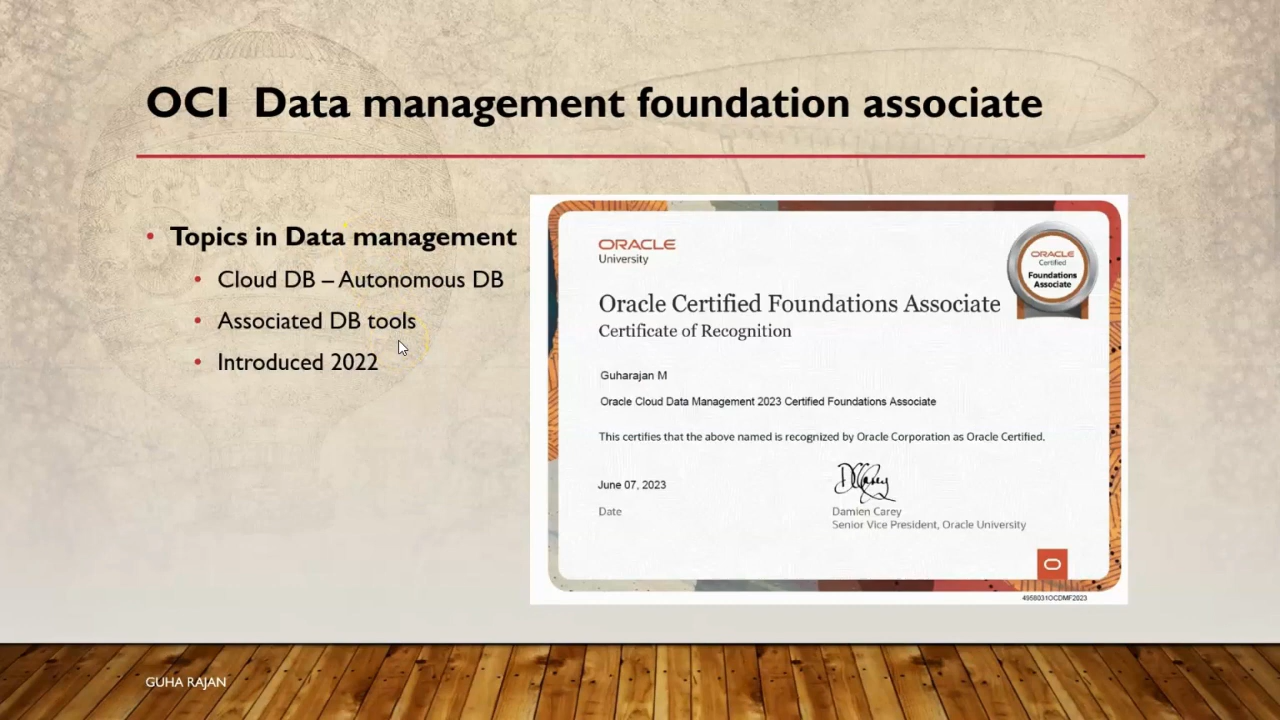 OCI Data management foundation associate
• Topics in Data management
• Cloud DB – Autonomous DB
• Associated DB tools
• Introduced 2022
ORACLE
University
ORACLE
Certified
Foundations
Associate
Oracle Certified Foundations Associate
Certificate of Recognition
Guharajan M
Oracle Cloud Data Management 2023 Certified Foundations Associate
This certifies that the above named is recognized by Oracle Corporation as Oracle Certified.
June 07, 2023
Date
Damien Carey
Senior Vice President, Oracle University
4958031OCDMF2023
GUHA RAJAN